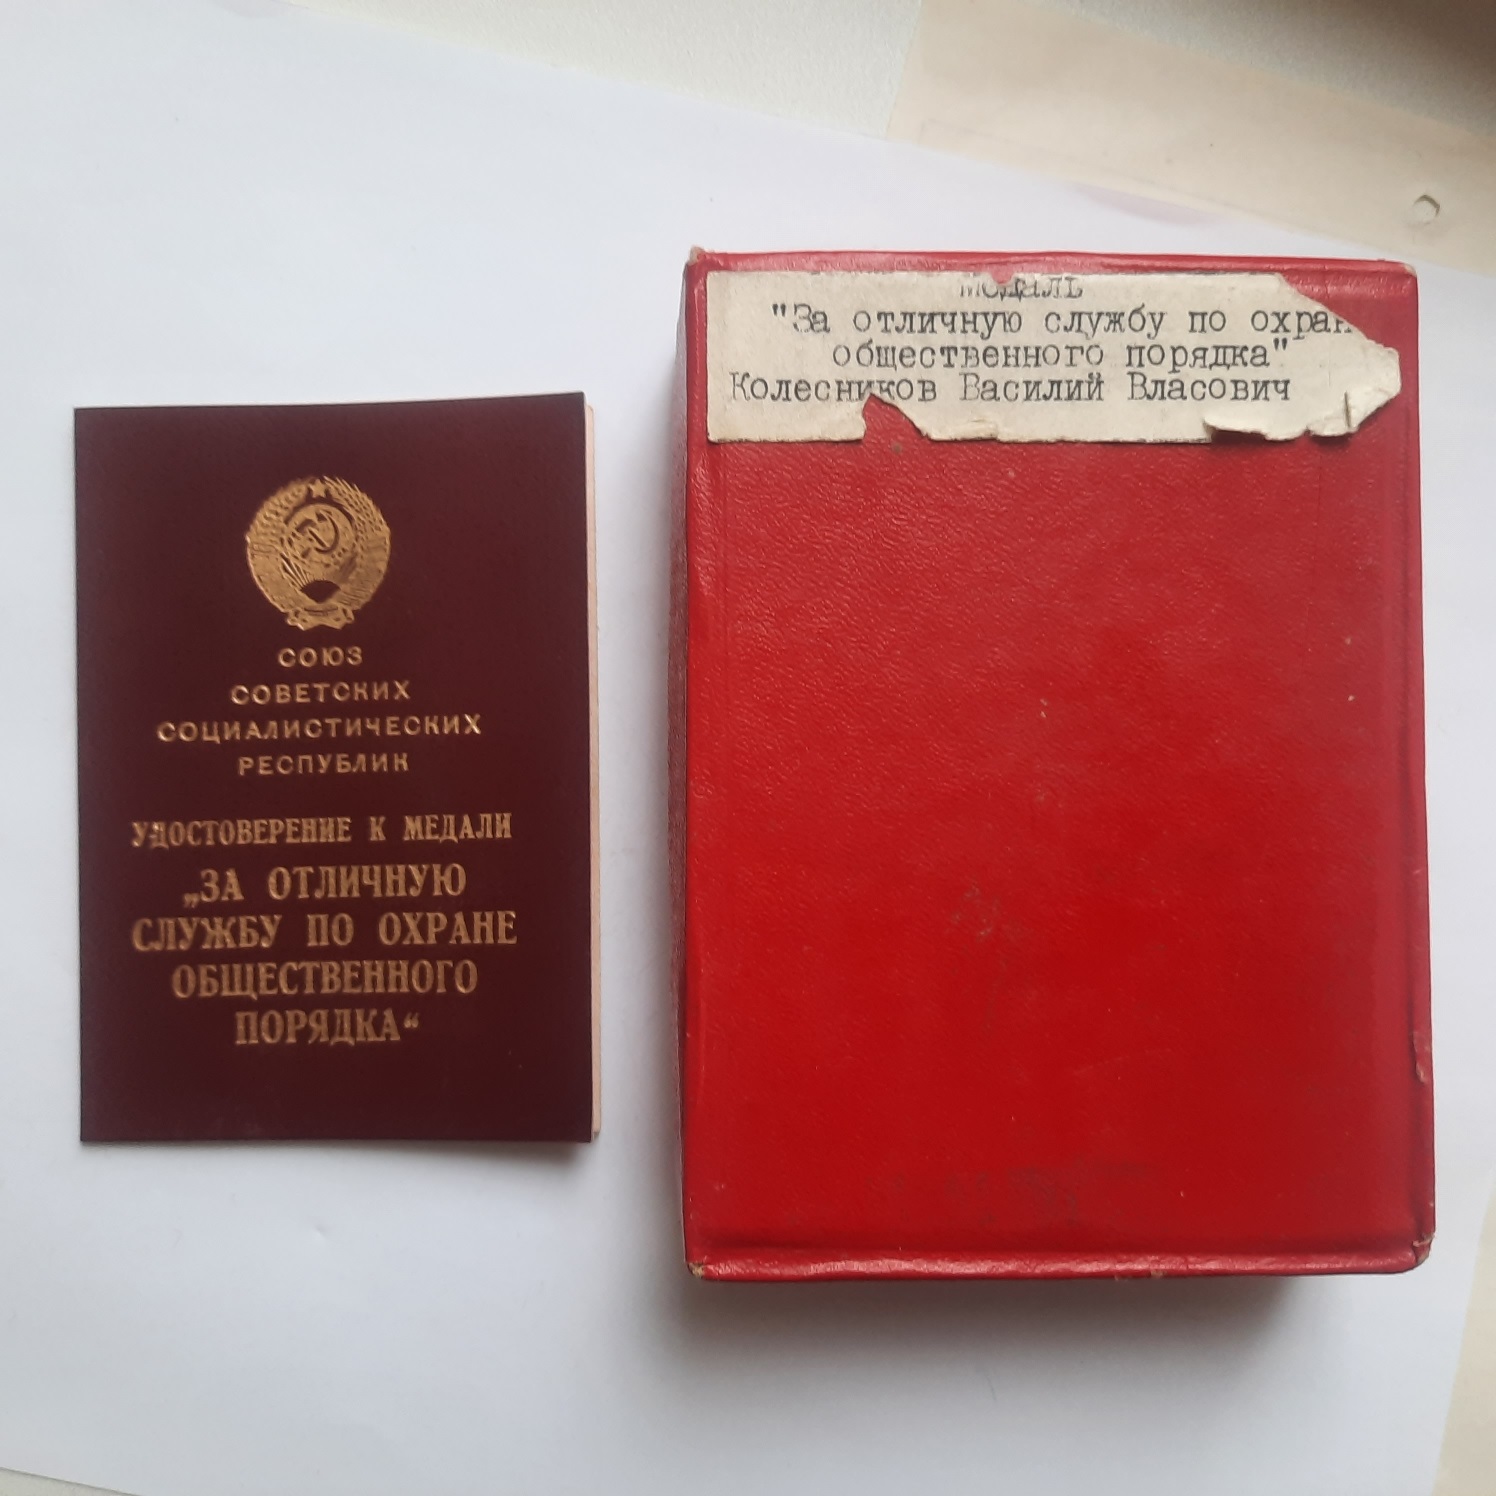 СОЮЗ
СОВЕТСКИХ
СОЦИАЛИСТИЧЕСКИХ
РЕСПУБЛИК
УДОСТОВЕРЕНИЕ К МЕДАЛИ
„ЗА ОТЛИЧНУЮ
СЛУЖБУ ПО ОХРАНЕ
ОБЩЕСТВЕННОГО
ПОРЯДКА“
Медаль
"За отличную службу по охран
общественного порядка"
Колесников Василий Власович